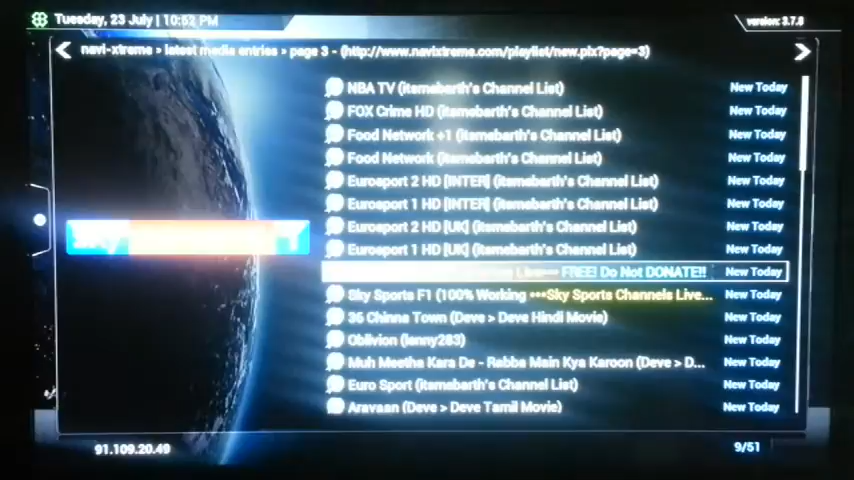 Tuesday, 23 July | 10:52 PM
version: 3.7.8
navi-xtreme > latest media entries > page 3 - (http://www.navixtreme.com/playlist/new.plx?page=3)
NBA TV (itsmebarth's Channel List) New Today
FOX Crime HD (itsmebarth's Channel List) New Today
Food Network +1 (itsmebarth's Channel List) New Today
Food Network (itsmebarth's Channel List) New Today
Eurosport 2 HD [INTER] (itsmebarth's Channel List) New Today
Eurosport 1 HD [INTER] (itsmebarth's Channel List) New Today
Eurosport 2 HD [UK] (itsmebarth's Channel List) New Today
Eurosport 1 HD [UK] (itsmebarth's Channel List) New Today
sky
FREE! Do Not DONATE!! New Today
Sky Sports F1 (100% Working ***Sky Sports Channels Live... New Today
36 China Town (Deve > Deve Hindi Movie) New Today
Oblivion (lenny283) New Today
Muh Meetha Kara De - Rabba Main Kya Karoon (Deve > D... New Today
Euro Sport (itsmebarth's Channel List) New Today
Aravaan (Deve > Deve Tamil Movie) New Today
91.109.20.49
9/51